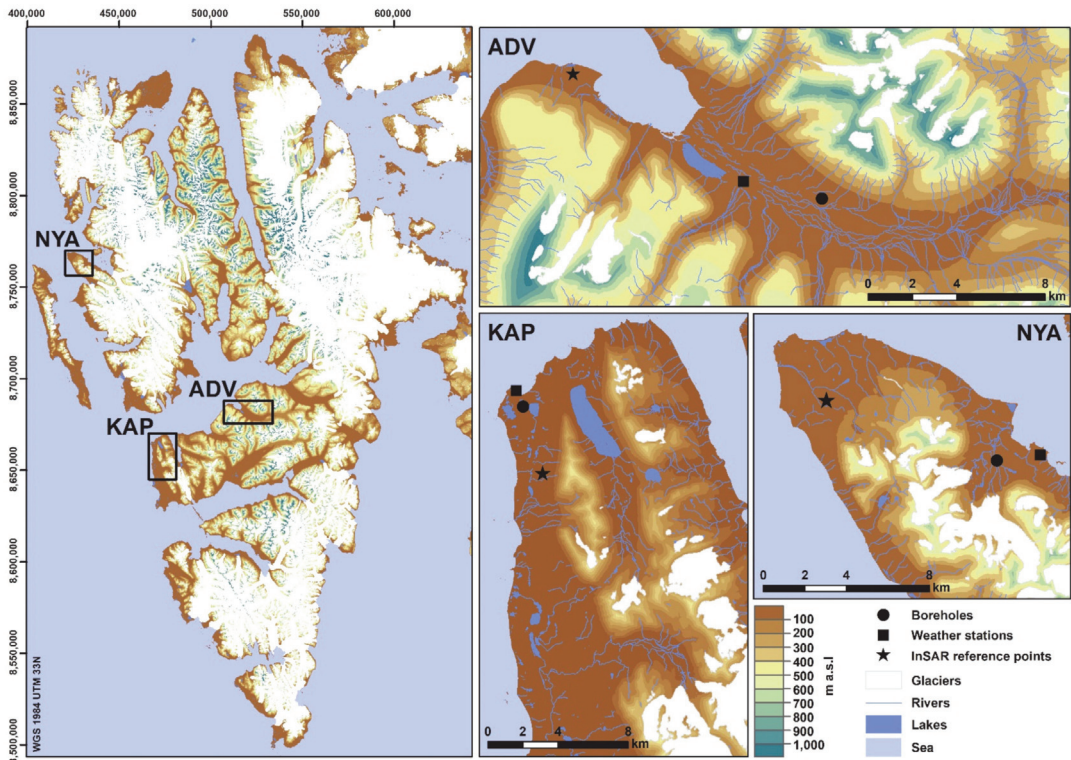 400,000 450,000 500,000 550,000 600,000
8,850,000
8,800,000
8,750,000
8,700,000
8,650,000
8,600,000
8,550,000
8,500,000
WGS 1984 UTM 33N
NYA
ADV
KAP
ADV
0 2 4 8
km
KAP
0 2 4 8
km
NYA
0 2 4 8
km
100
200
300
400
500
600
700
800
900
1,000
m a.s.l
Boreholes
Weather stations
InSAR reference points
Glaciers
Rivers
Lakes
Sea